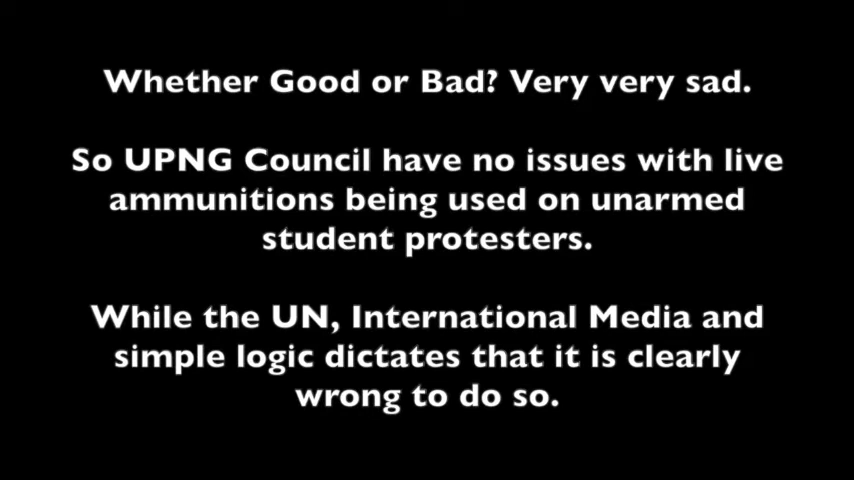 Whether Good or Bad? Very very sad.
So UPNG Council have no issues with live
ammunitions being used on unarmed
student protesters.
While the UN, International Media and
simple logic dictates that it is clearly
wrong to do so.